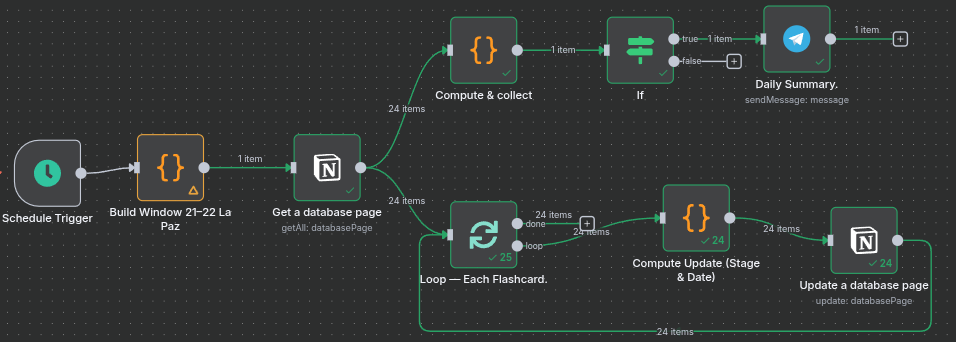 1 item
true
1 item
1 item
false
Compute & collect
If
Daily Summary.
sendMessage: message
24 items
1 item
N
Schedule Trigger
Build Window 21–22 La
Paz
Get a database page
getAll: databasePage
24 items
24 items
done
24 items
loop
25
24
24 items
N
24
Loop — Each Flashcard.
Compute Update (Stage
& Date)
Update a database page
update: databasePage
24 items